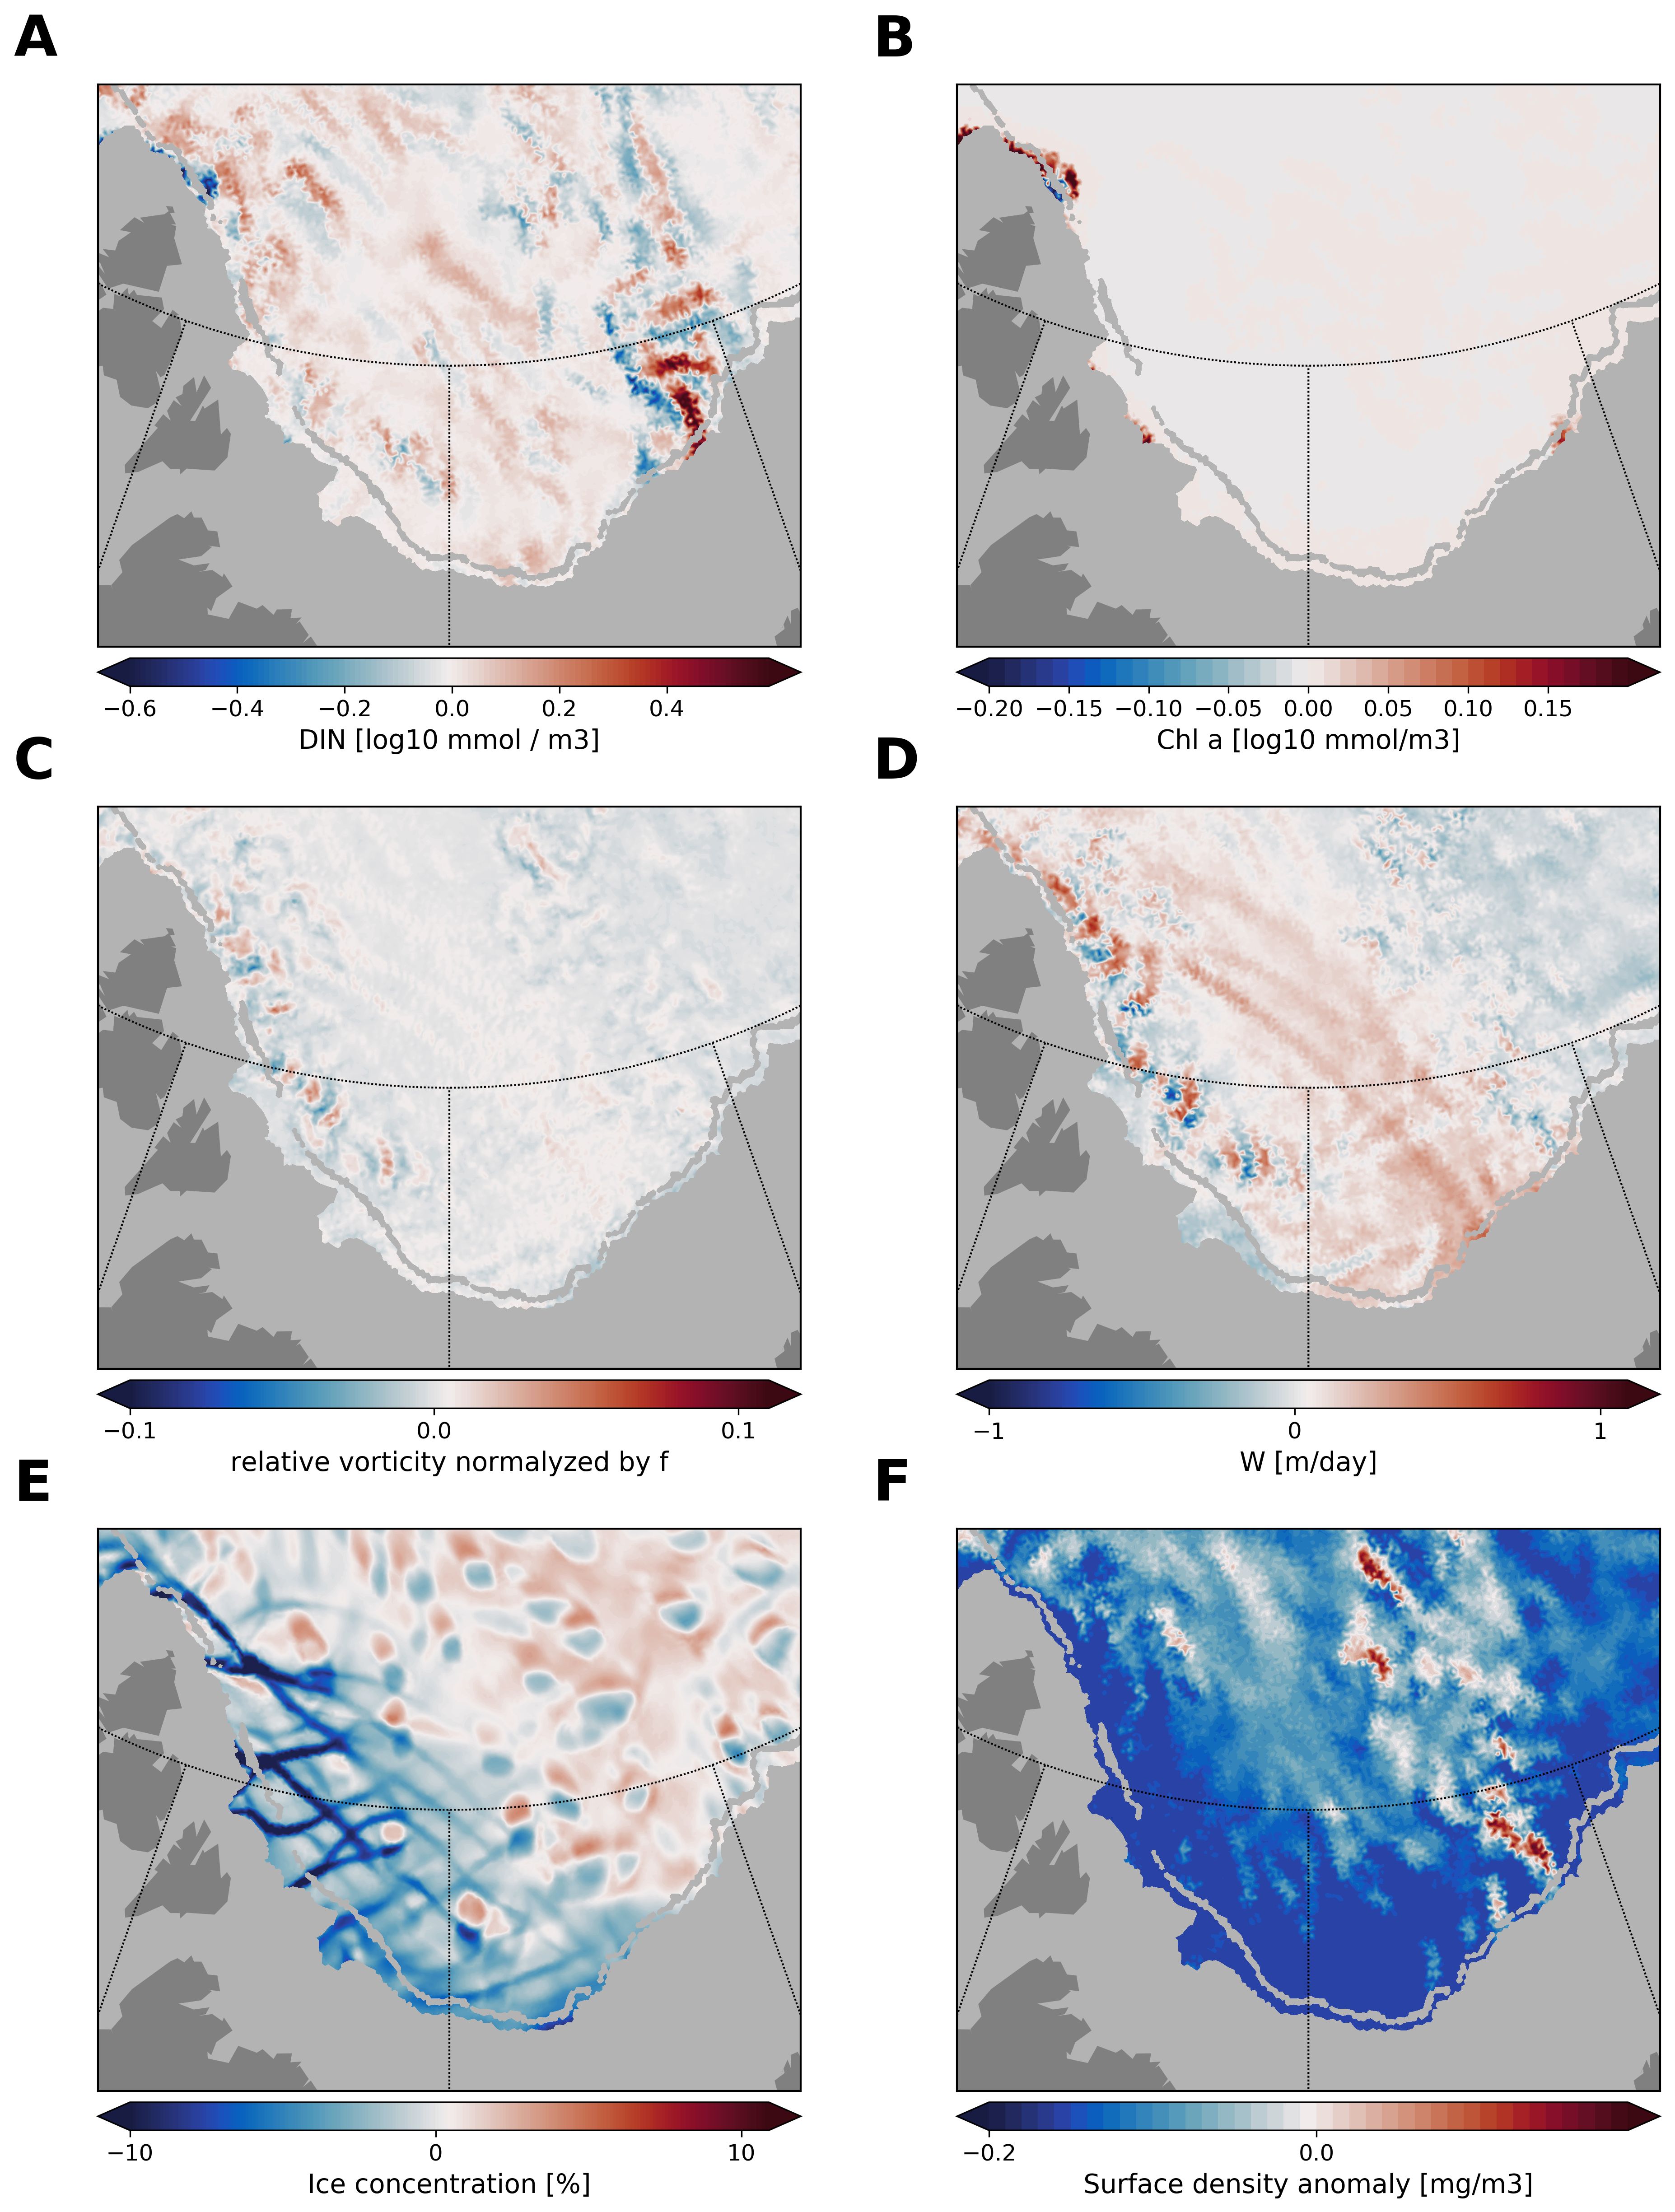 A
B
−0.6 −0.4 −0.2 0.0 0.2 0.4
DIN [log10 mmol / m3]
−0.20 −0.15 −0.10 −0.05 0.00 0.05 0.10 0.15
Chl a [log10 mmol/m3]
C
D
−0.1 0.0 0.1
relative vorticity normalyzed by f
−1 0 1
W [m/day]
E
F
−10 0 10
Ice concentration [%]
−0.2 0.0
Surface density anomaly [mg/m3]